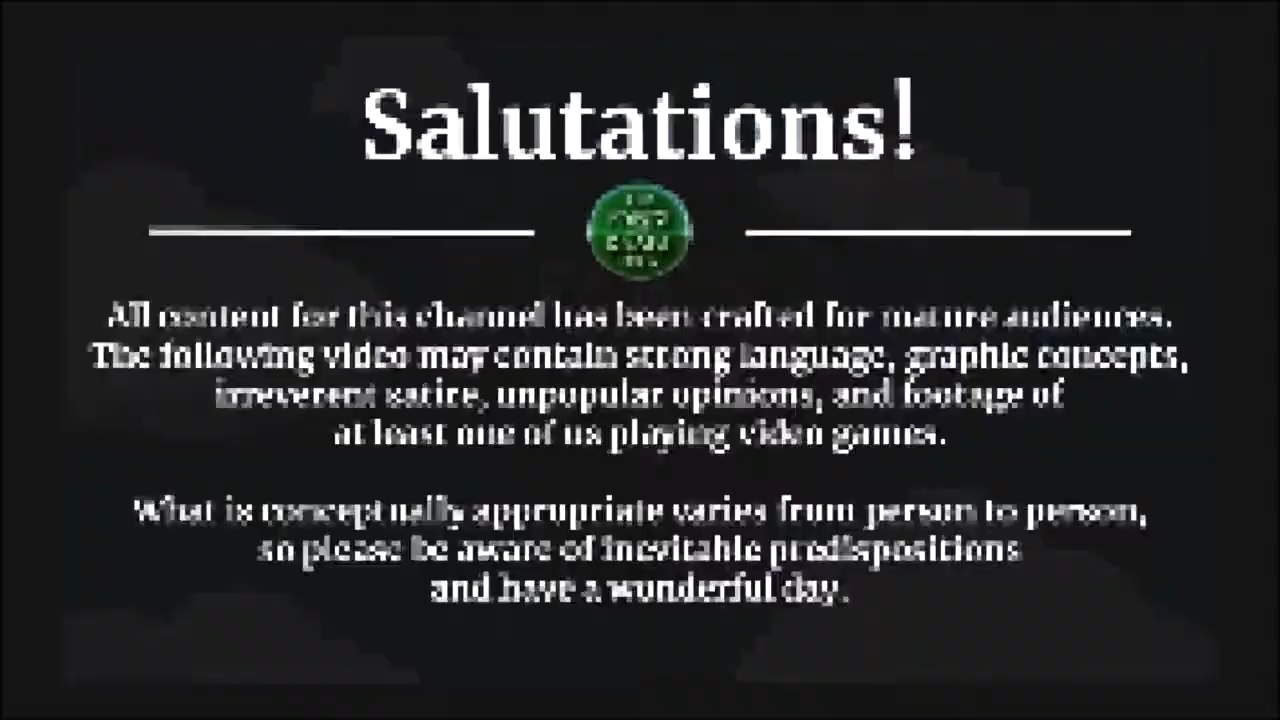 Salutations!
All content for this channel has been crafted for mature audiences.
The following video may contain strong language, graphic concepts,
irreverent satire, unpopular opinions, and footage of
at least one of us playing video games.
What is conceptually appropriate varies from person to person,
so please be aware of inevitable predispositions
and have a wonderful day.